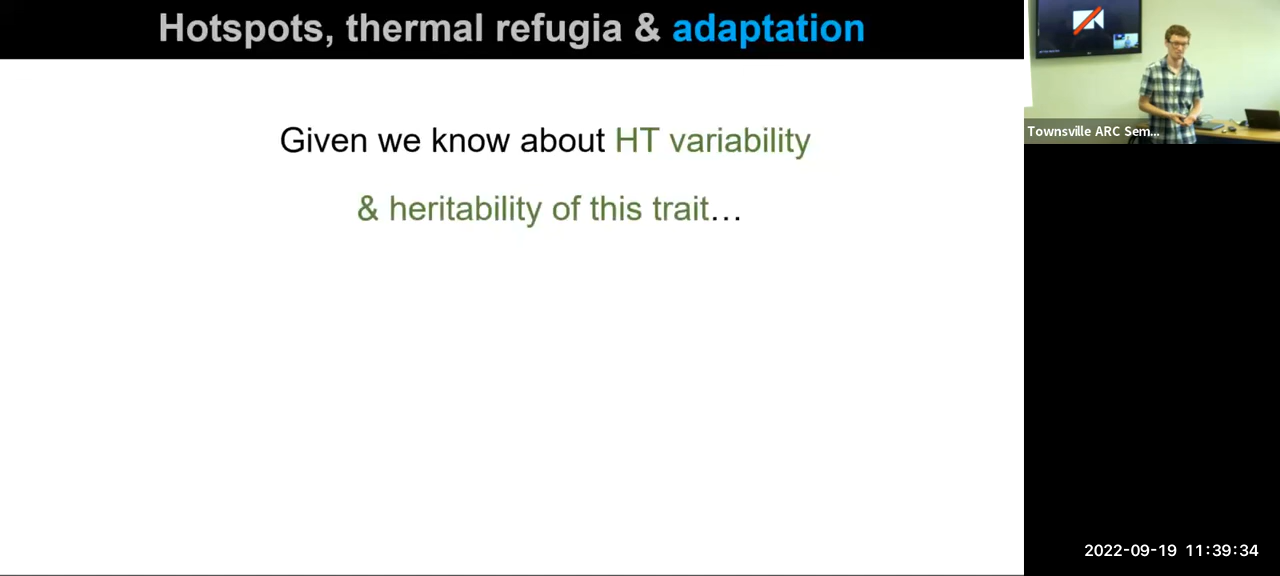 Hotspots, thermal refugia & adaptation
Given we know about HT variability
& heritability of this trait…
Townsville ARC Sem...
2022-09-19 11:39:34